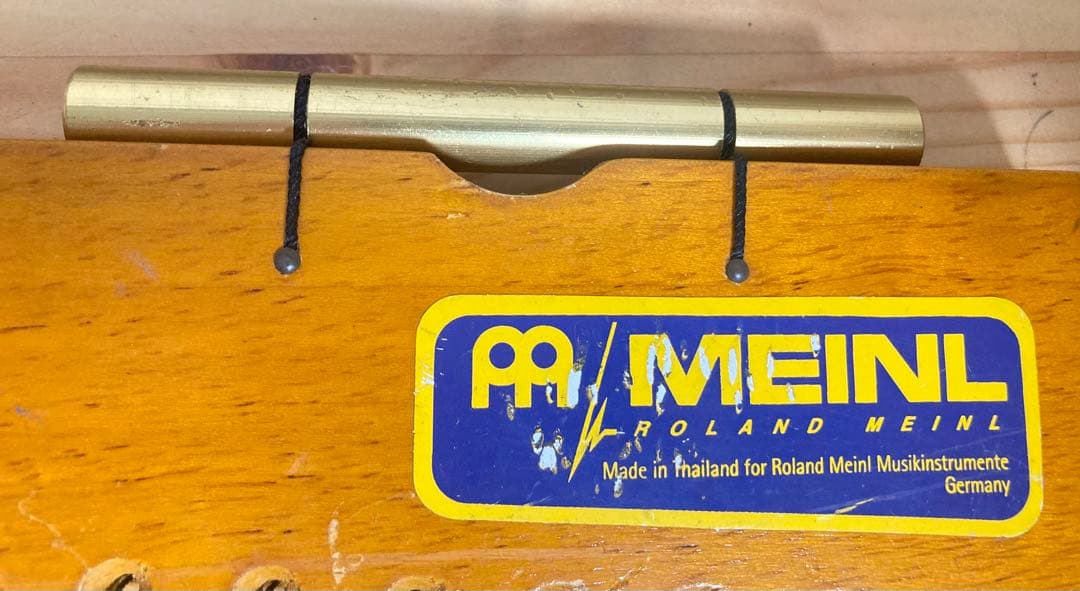 MEINL
ROLAND MEINL
Made in Thailand for Roland Meinl Musikinstrumente
Germany